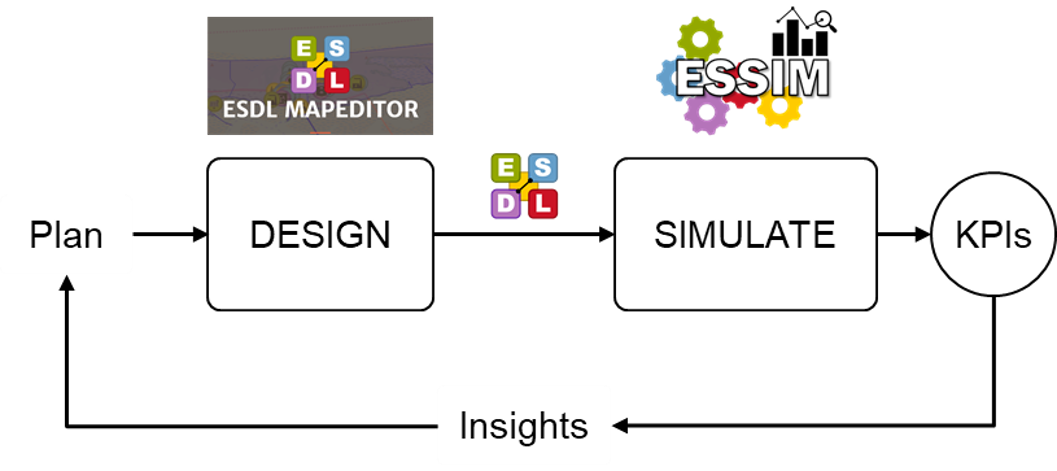 E S
D L
ESDL MAPEDITOR
ESSIM
E S
D L
Plan
DESIGN
SIMULATE
KPIs
Insights